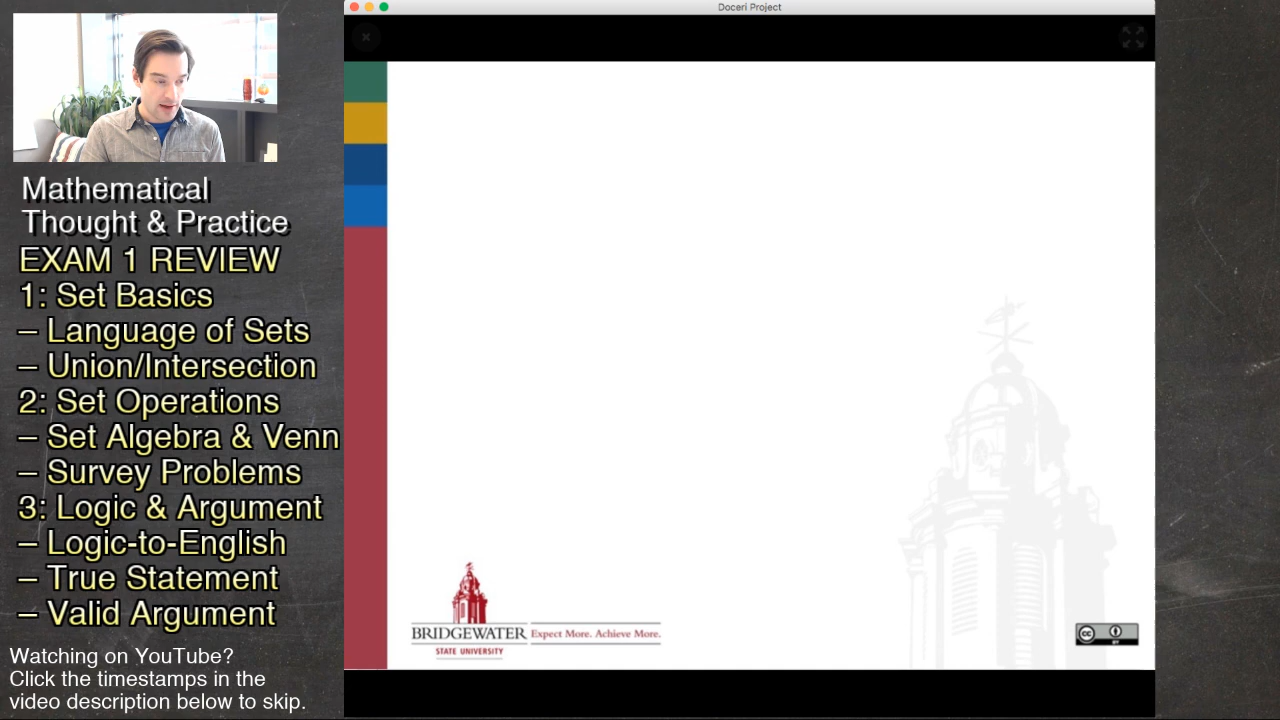 Doceri Project
Mathematical
Thought & Practice
EXAM 1 REVIEW
1: Set Basics
– Language of Sets
– Union/Intersection
2: Set Operations
– Set Algebra & Venn
– Survey Problems
3: Logic & Argument
– Logic-to-English
– True Statement
– Valid Argument
Watching on YouTube?
Click the timestamps in the
video description below to skip.
BRIDGEWATER
STATE UNIVERSITY
Expect More. Achieve More.
cc
BY